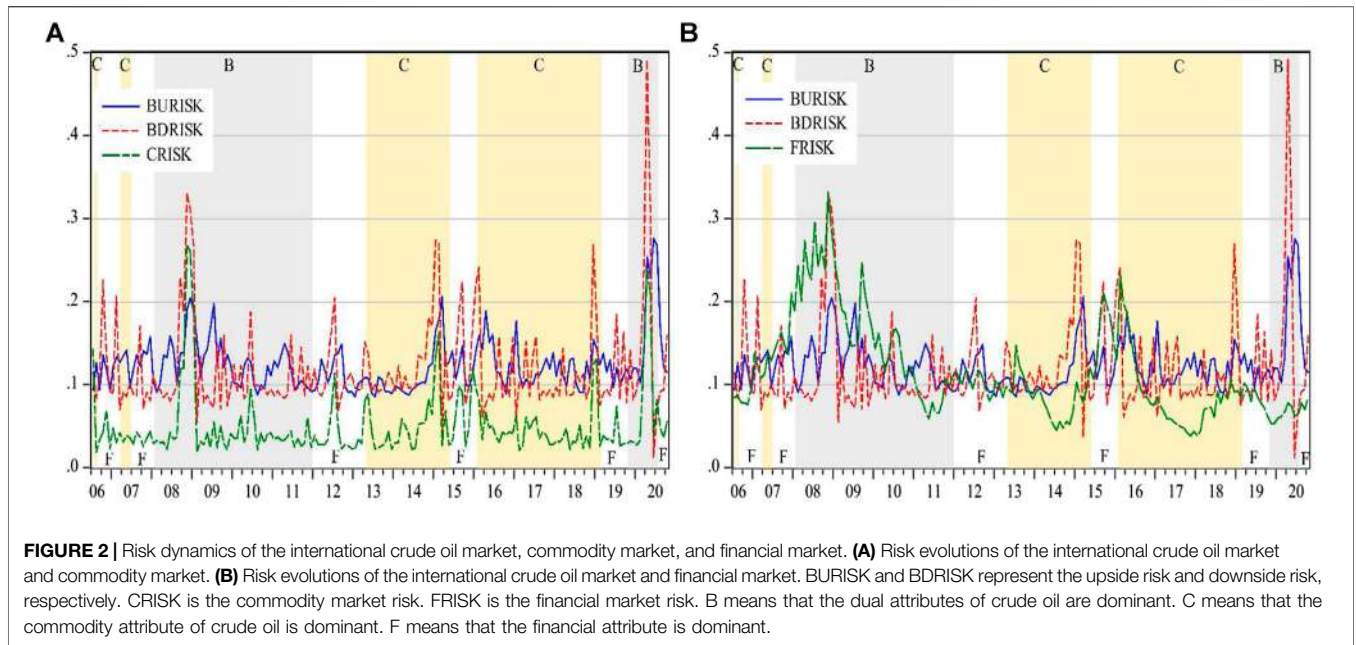 A
B
.5
.4
.3
.2
.1
.0
C C B C C B
BURISK
BDRISK
CRISK
F F F F F F
06 07 08 09 10 11 12 13 14 15 16 17 18 19 20
.5
.4
.3
.2
.1
.0
C C B C C B
BURISK
BDRISK
FRISK
F F F F F F
06 07 08 09 10 11 12 13 14 15 16 17 18 19 20
FIGURE 2 | Risk dynamics of the international crude oil market, commodity market, and financial market. (A) Risk evolutions of the international crude oil market
and commodity market. (B) Risk evolutions of the international crude oil market and financial market. BURISK and BDRISK represent the upside risk and downside risk,
respectively. CRISK is the commodity market risk. FRISK is the financial market risk. B means that the dual attributes of crude oil are dominant. C means that the
commodity attribute of crude oil is dominant. F means that the financial attribute is dominant.